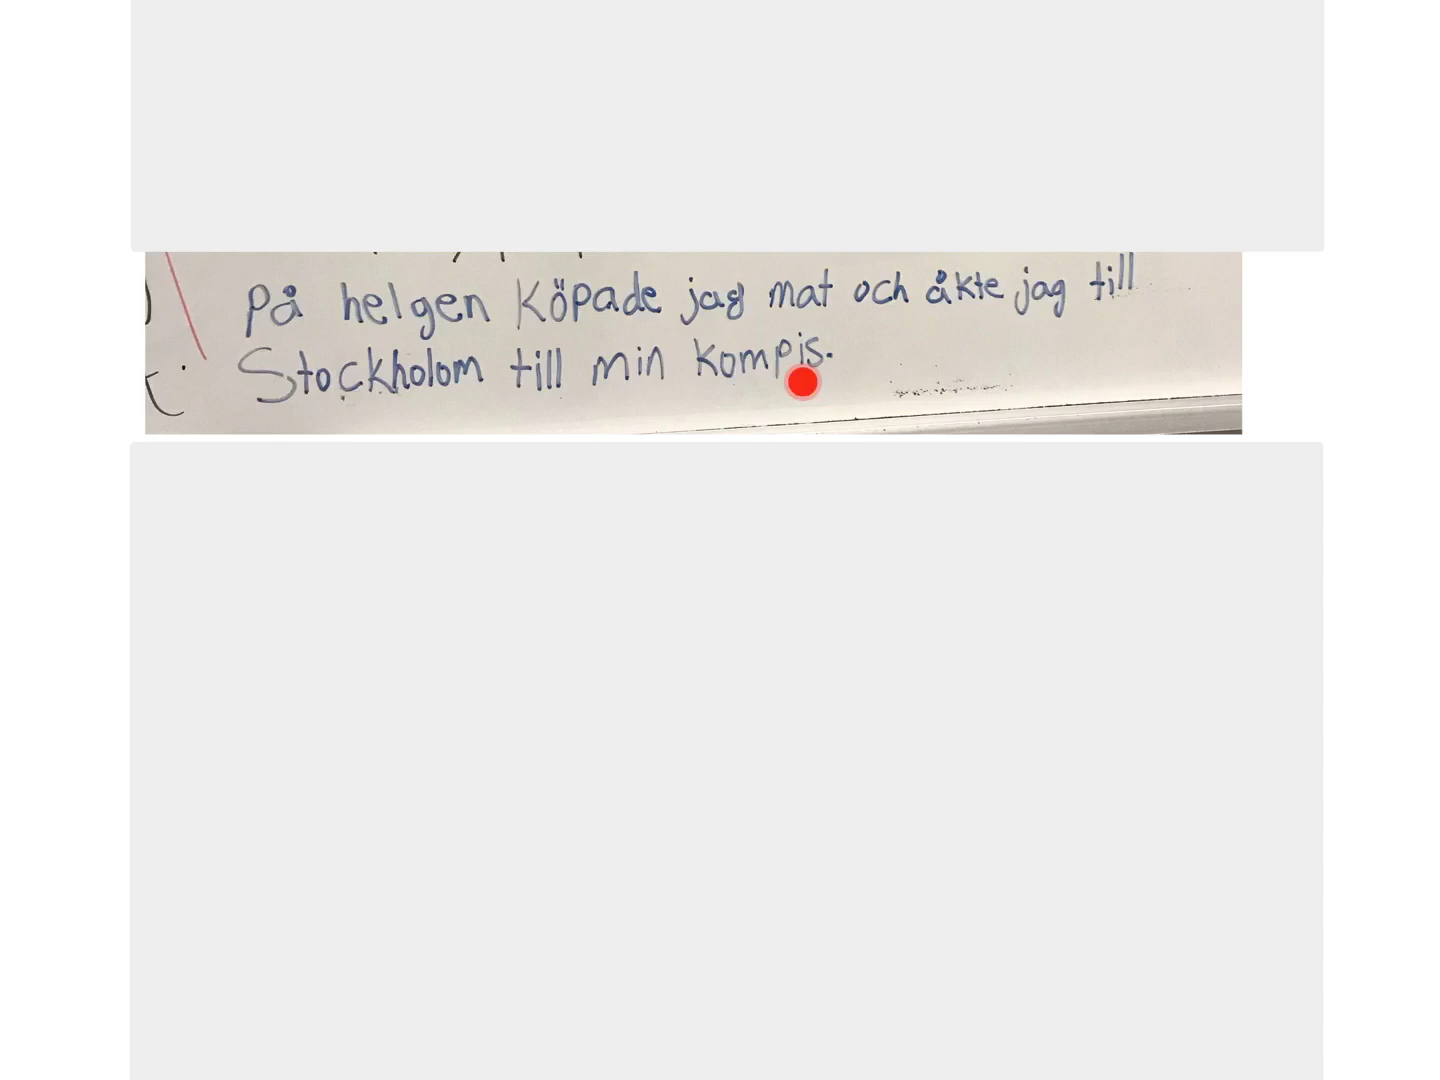 På helgen Köpade jag mat och åkte jag till
Stockholom till min kompis.